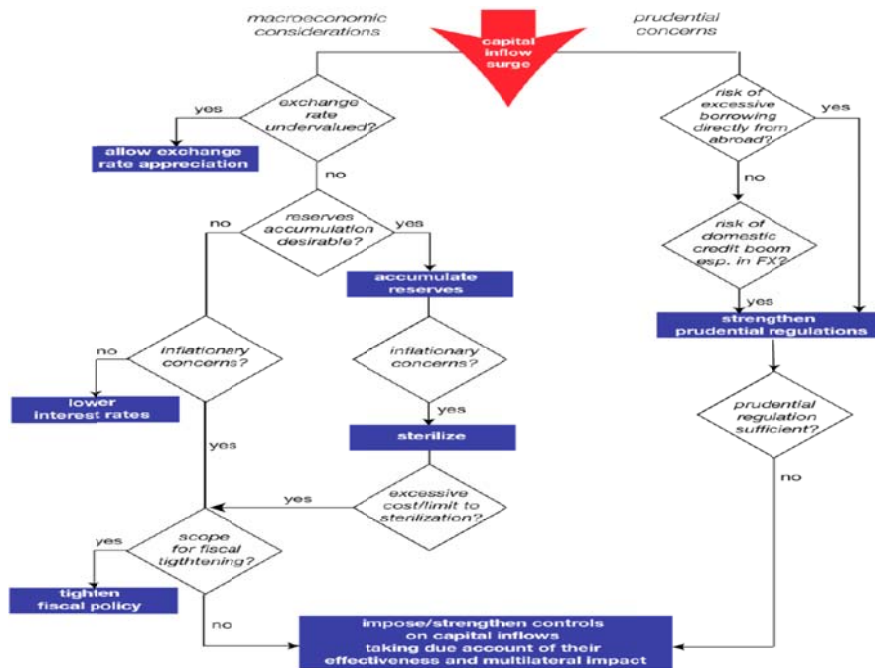 macroeconomic
considerations
capital
inflow
surge
prudential
concerns
exchange
rate
undervalued?
yes
allow exchange
rate appreciation
no
risk of
excessive
borrowing
directly from
abroad?
yes
no
reserves
accumulation
desirable?
no
yes
accumulate
reserves
risk of
domestic
credit boom
esp. in FX?
yes
strengthen
prudential regulations
inflationary
concerns?
no
lower
interest rates
yes
inflationary
concerns?
yes
sterilize
prudential
regulation
sufficient?
no
excessive
cost/limit to
sterilization?
yes
scope
for fiscal
tigthtening?
yes
tighten
fiscal policy
no
impose/strengthen controls
on capital inflows
taking due account of their
effectiveness and multilateral impact